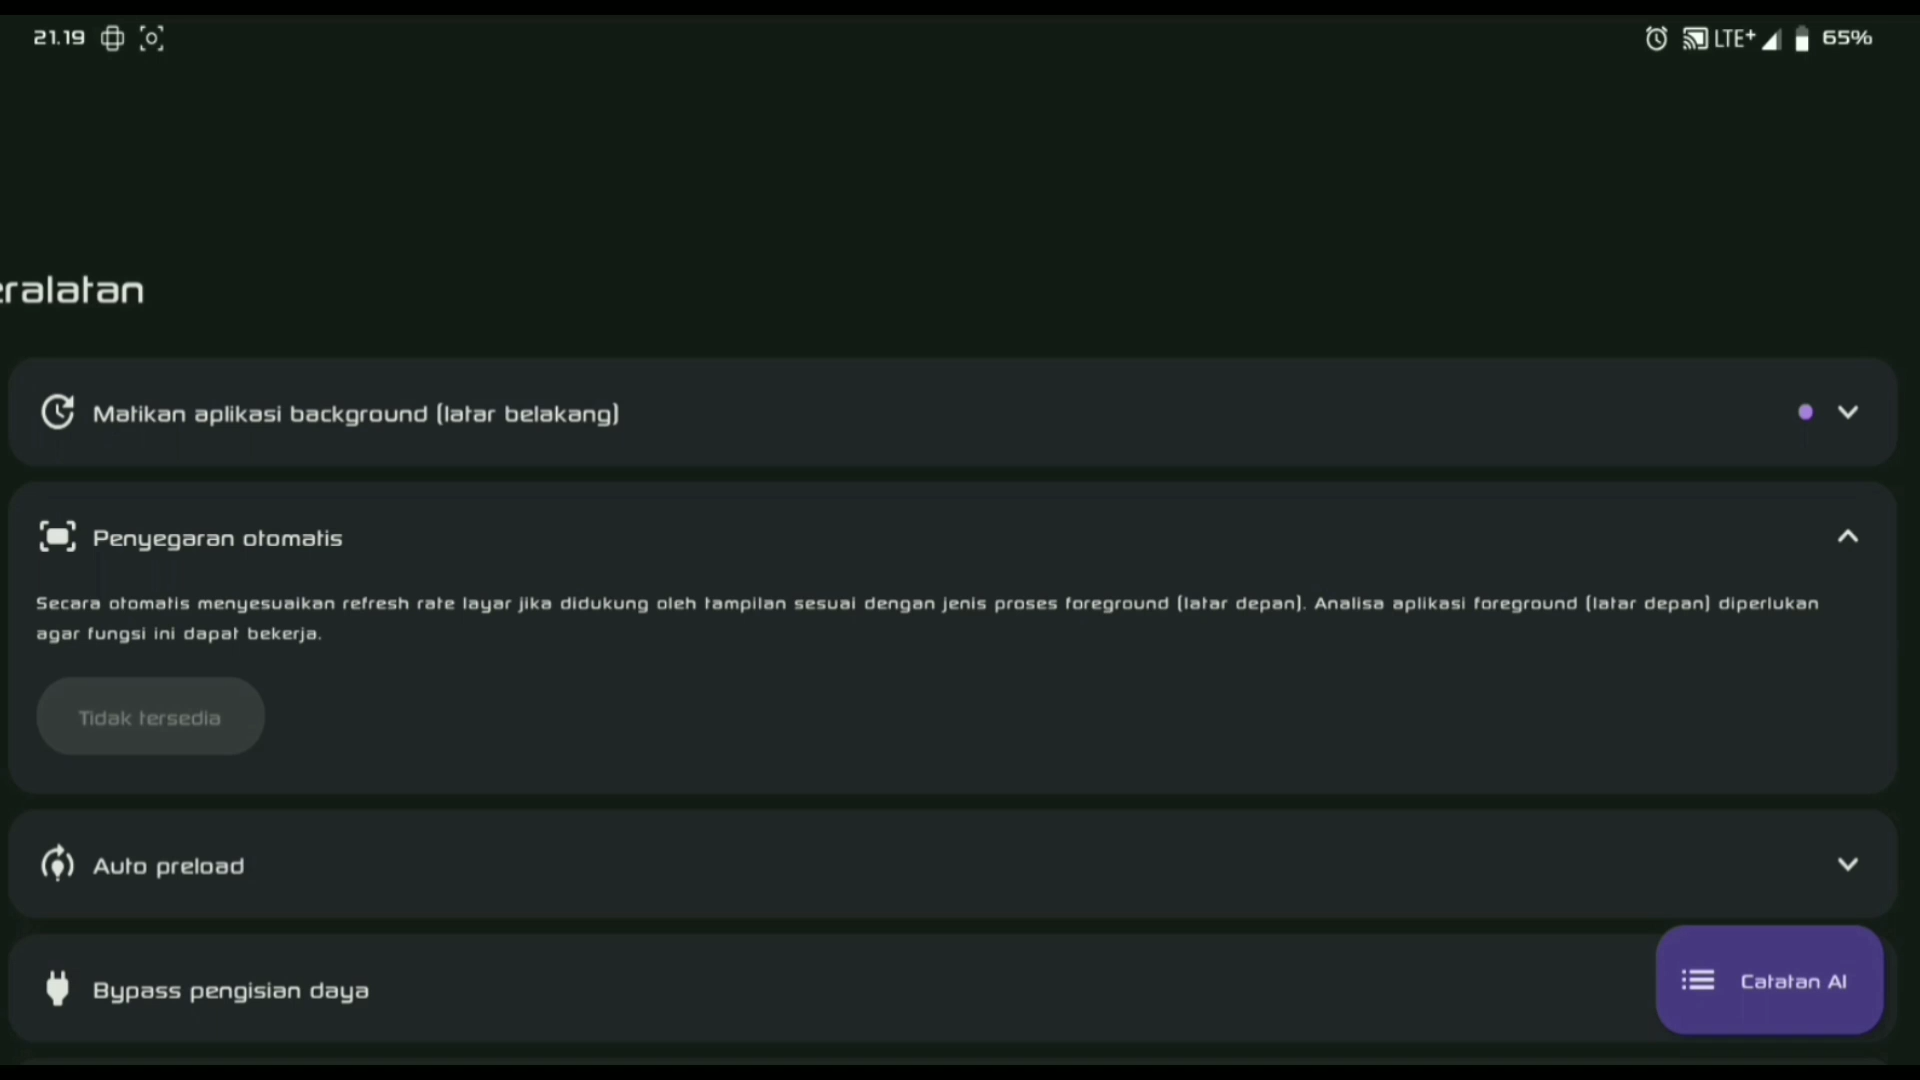 21.19
LTE+ 65%
eralatan
Matikan aplikasi background (latar belakang)
Penyegaran otomatis
Secara otomatis menyesuaikan refresh rate layar jika didukung oleh tampilan sesuai dengan jenis proses foreground (latar depan). Analisa aplikasi foreground (latar depan) diperlukan
agar fungsi ini dapat bekerja.
Tidak tersedia
Auto preload
Bypass pengisian daya
Catatan AI